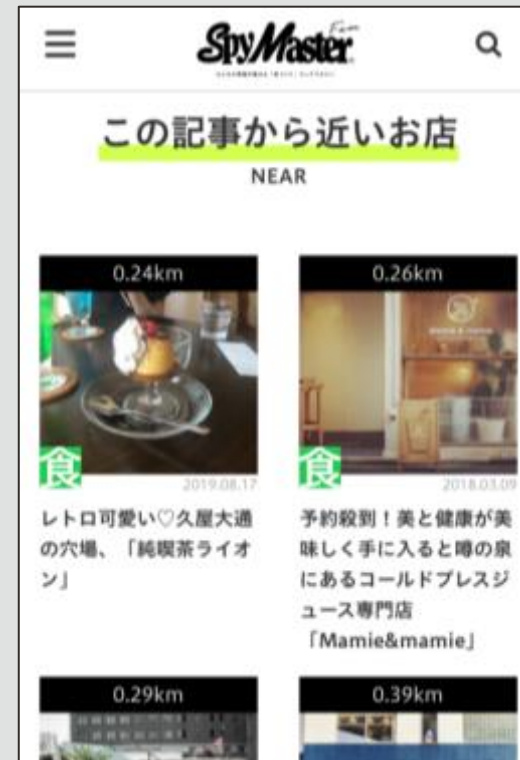 SpyMaster
Fam
この記事から近いお店
NEAR
0.24km
0.26km
食
食
2019.08.17
2018.03.09
レトロ可愛い♡久屋大通
の穴場、「純喫茶ライオ
ン」
予約殺到！美と健康が美
味しく手に入ると噂の泉
にあるコールドプレスジ
ュース専門店
「Mamie&mamie」
0.29km
0.39km